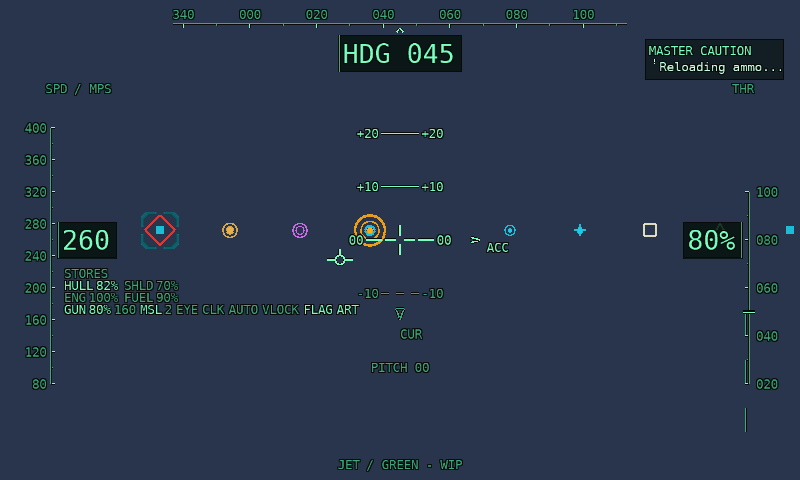 340 000 020 040 060 080 100
HDG 045
MASTER CAUTION
'Reloading ammo...
SPD / MPS
THR
400
360
320
280
240
200
160
120
80
260
+20 +20
+10 +10
00 00
-10 -10
ACC
CUR
PITCH 00
100
080
060
040
020
80%
STORES
HULL 82% SHLD 70%
ENG 100% FUEL 90%
GUN 80% 160 MSL 2 EYE CLK AUTO VLOCK FLAG ART
JET / GREEN - WIP